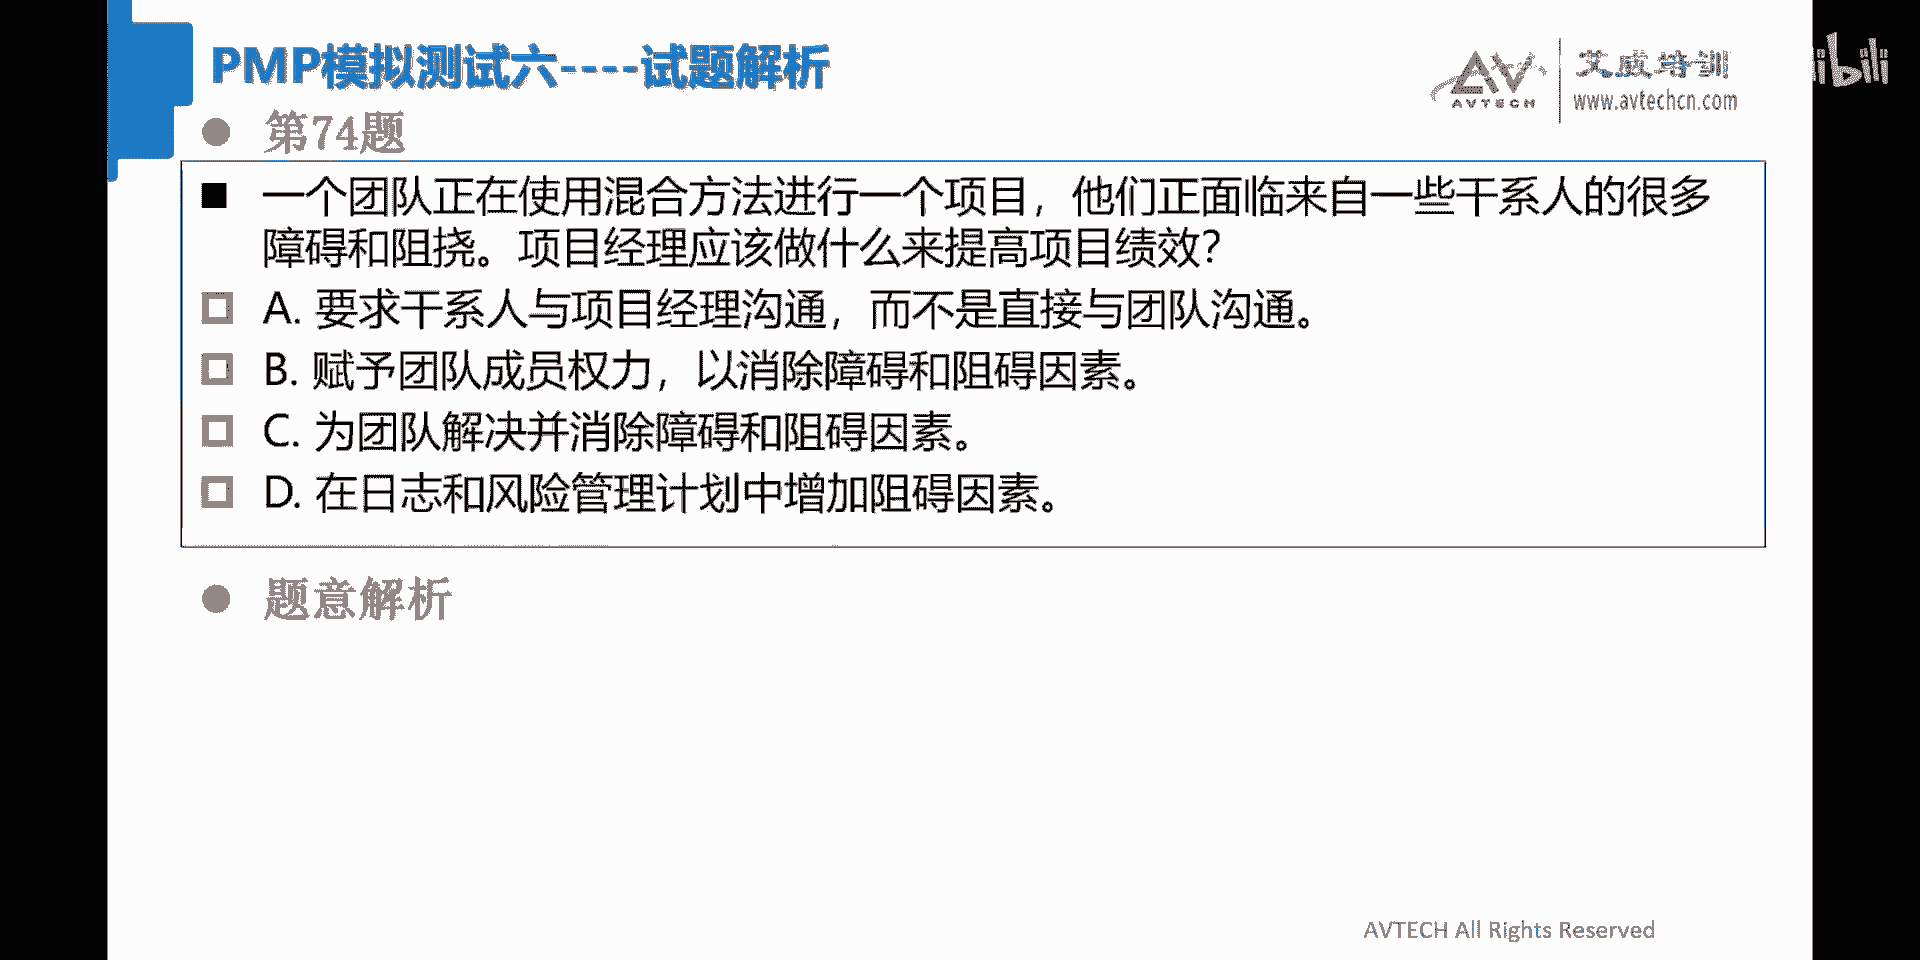 PMP模拟测试六----试题解析
AVTECH
艾威培训
www.avtechcn.com
libili
第74题
一个团队正在使用混合方法进行一个项目，他们正面临来自一些干系人的很多
障碍和阻挠。项目经理应该做什么来提高项目绩效？
A. 要求干系人与项目经理沟通，而不是直接与团队沟通。
B. 赋予团队成员权力，以消除障碍和阻碍因素。
C. 为团队解决并消除障碍和阻碍因素。
D. 在日志和风险管理计划中增加阻碍因素。
题意解析
AVTECH All Rights Reserved